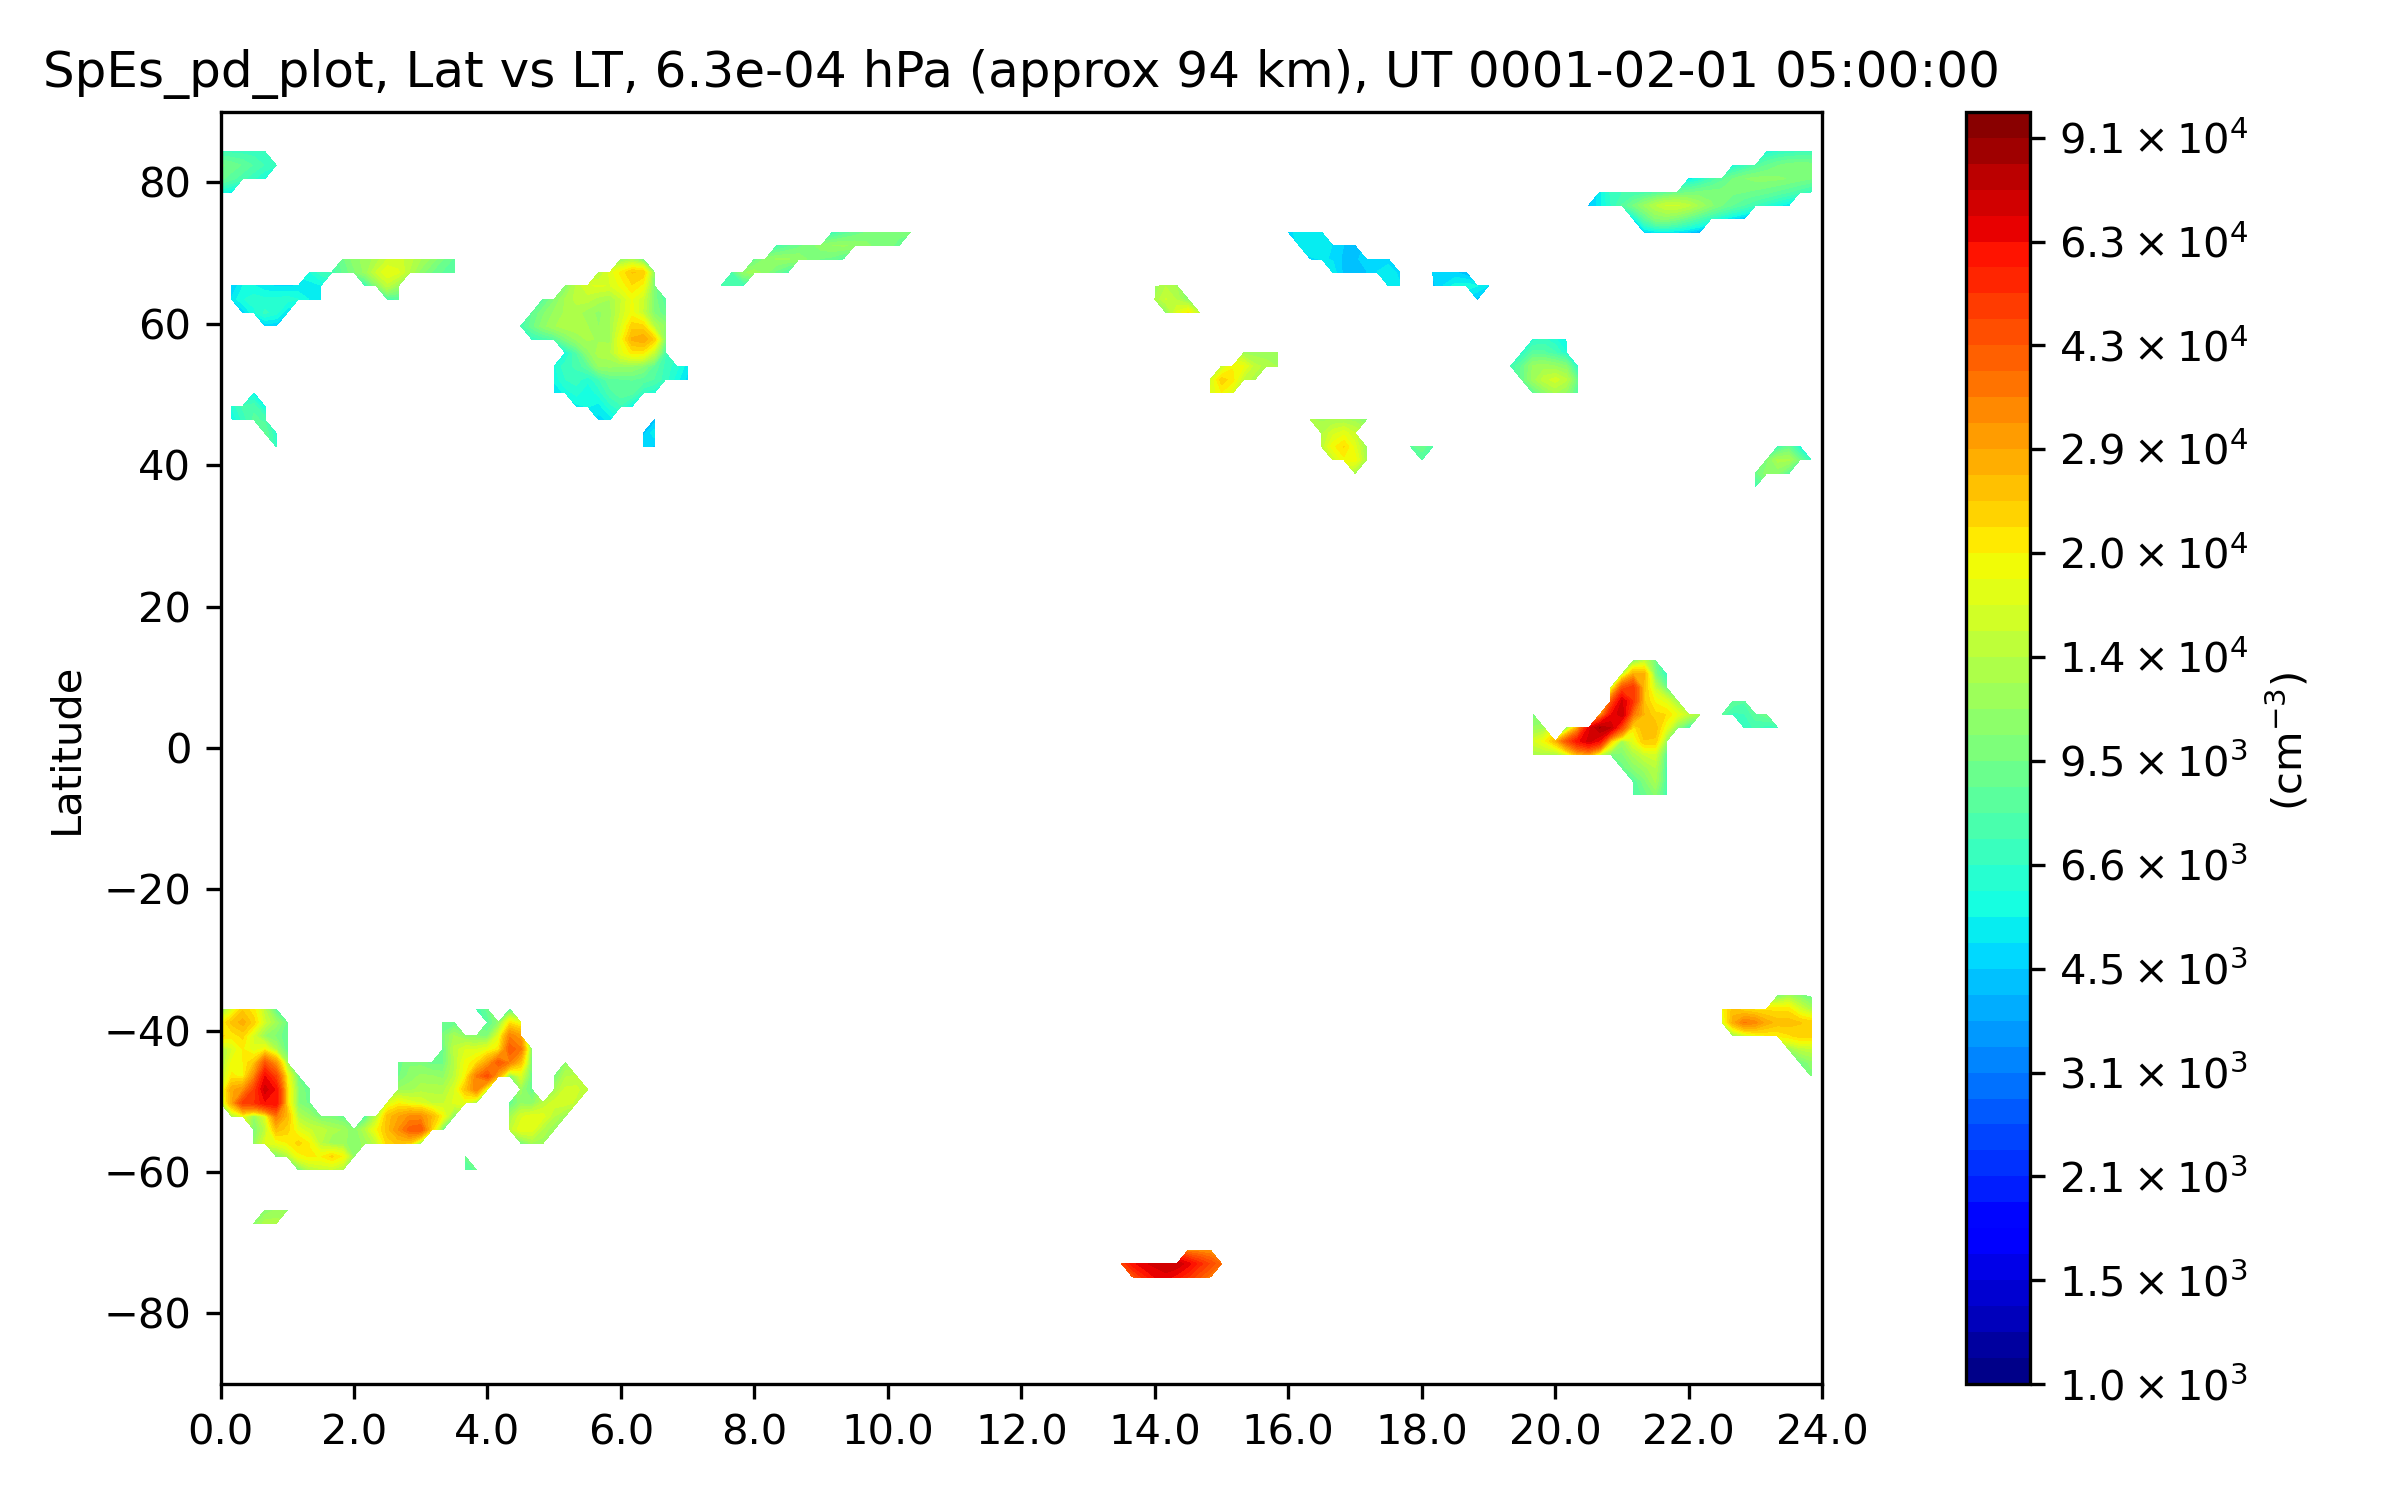 SpEs_pd_plot, Lat vs LT, 6.3e-04 hPa (approx 94 km), UT 0001-02-01 05:00:00
Latitude
80
60
40
20
0
−20
−40
−60
−80
0.0 2.0 4.0 6.0 8.0 10.0 12.0 14.0 16.0 18.0 20.0 22.0 24.0
9.1 × 10⁴
6.3 × 10⁴
4.3 × 10⁴
2.9 × 10⁴
2.0 × 10⁴
1.4 × 10⁴
9.5 × 10³
6.6 × 10³
4.5 × 10³
3.1 × 10³
2.1 × 10³
1.5 × 10³
1.0 × 10³
(cm⁻³)